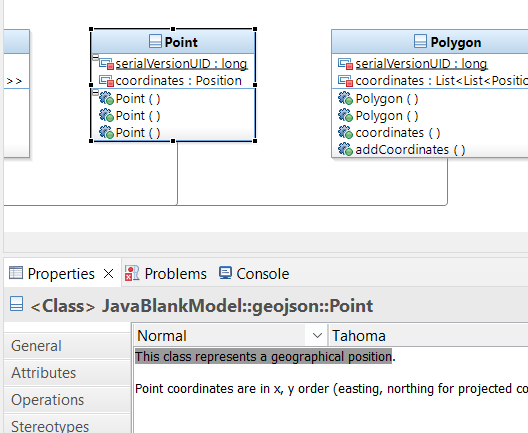 Point
serialVersionUID : long
coordinates : Position
Point ( )
Point ( )
Point ( )
>>
Polygon
serialVersionUID : long
coordinates : List<List<Positio
Polygon ( )
Polygon ( )
coordinates ( )
addCoordinates ( )
Properties
Problems
Console
<Class> JavaBlankModel::geojson::Point
General
Attributes
Operations
Stereotypes
Normal
Tahoma
This class represents a geographical position.
Point coordinates are in x, y order (easting, northing for projected co